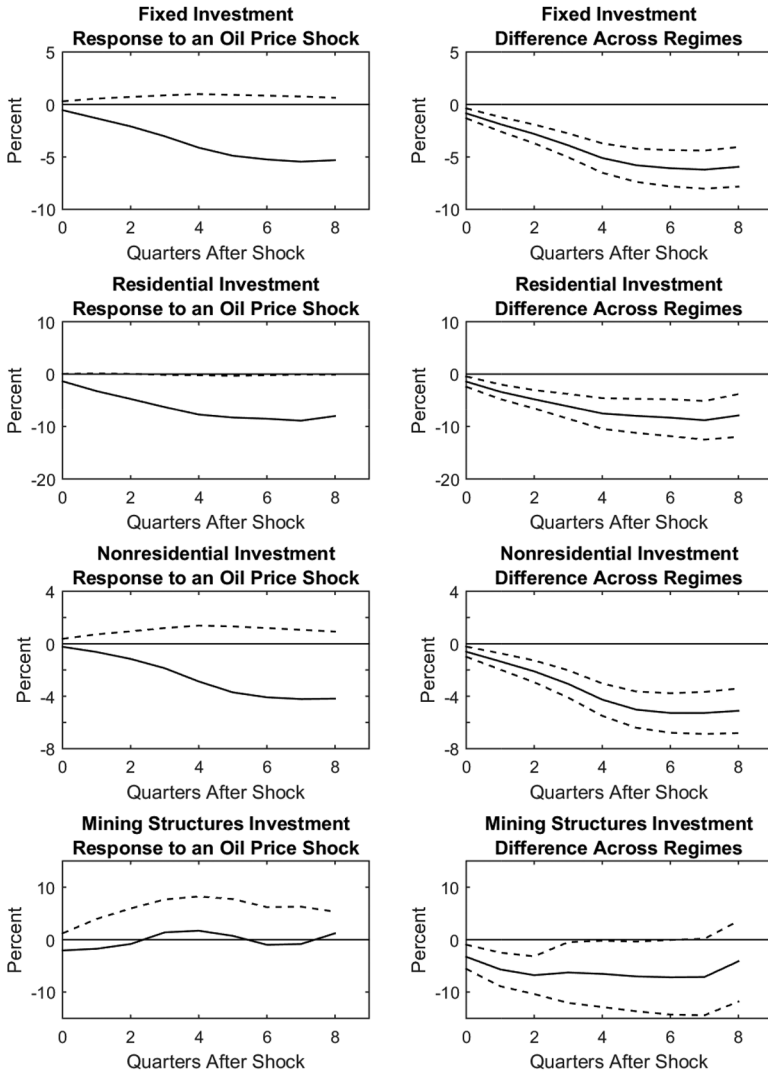 Fixed Investment
Response to an Oil Price Shock
5
0
-5
-10
Percent
0 2 4 6 8
Quarters After Shock
Fixed Investment
Difference Across Regimes
5
0
-5
-10
Percent
0 2 4 6 8
Quarters After Shock
Residential Investment
Response to an Oil Price Shock
10
0
-10
-20
Percent
0 2 4 6 8
Quarters After Shock
Residential Investment
Difference Across Regimes
10
0
-10
-20
Percent
0 2 4 6 8
Quarters After Shock
Nonresidential Investment
Response to an Oil Price Shock
4
0
-4
-8
Percent
0 2 4 6 8
Quarters After Shock
Nonresidential Investment
Difference Across Regimes
4
0
-4
-8
Percent
0 2 4 6 8
Quarters After Shock
Mining Structures Investment
Response to an Oil Price Shock
10
0
-10
Percent
0 2 4 6 8
Quarters After Shock
Mining Structures Investment
Difference Across Regimes
10
0
-10
Percent
0 2 4 6 8
Quarters After Shock